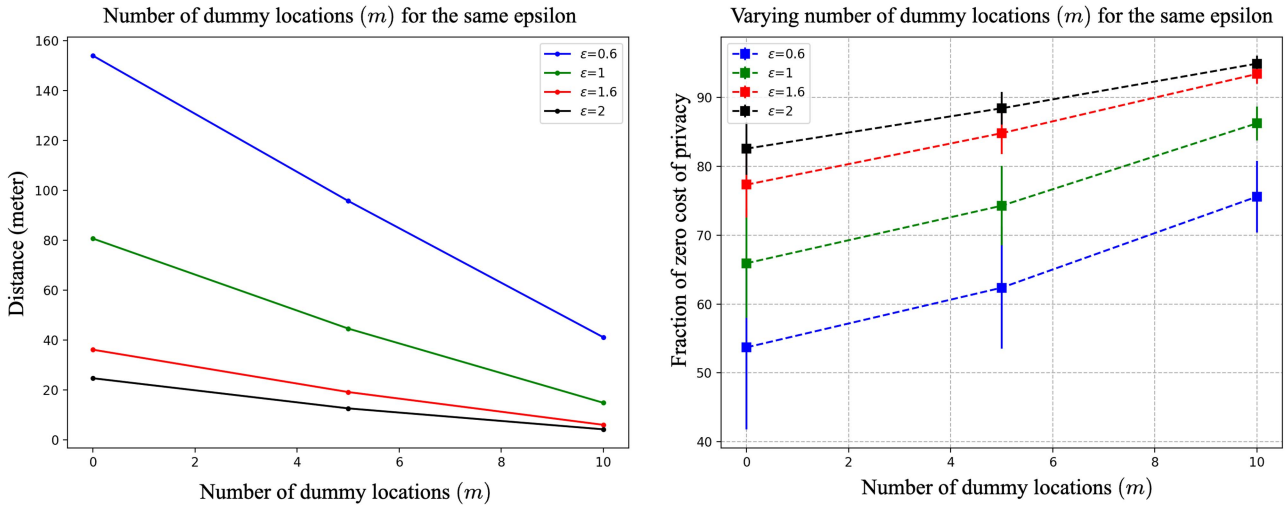 Number of dummy locations (m) for the same epsilon
160
140
120
100
80
60
40
20
0
Distance (meter)
ε=0.6
ε=1
ε=1.6
ε=2
0 2 4 6 8 10
Number of dummy locations (m)
Varying number of dummy locations (m) for the same epsilon
90
80
70
60
50
40
Fraction of zero cost of privacy
ε=0.6
ε=1
ε=1.6
ε=2
0 2 4 6 8 10
Number of dummy locations (m)